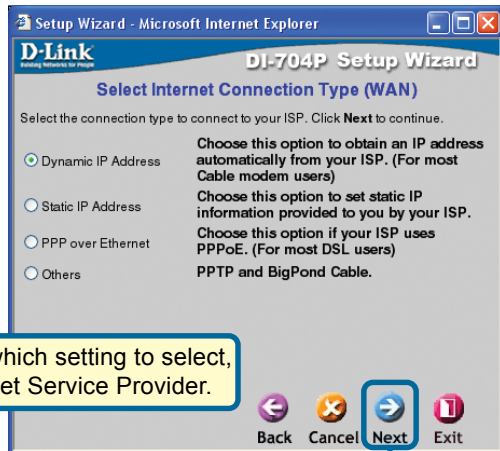 Setup Wizard - Microsoft Internet Explorer
D-Link
Building Networks for People
DI-704P Setup Wizard
Select Internet Connection Type (WAN)
Select the connection type to connect to your ISP. Click Next to continue.
Dynamic IP Address
Choose this option to obtain an IP address
automatically from your ISP. (For most
Cable modem users)
Static IP Address
Choose this option to set static IP
information provided to you by your ISP.
PPP over Ethernet
Choose this option if your ISP uses
PPPoE. (For most DSL users)
Others
PPTP and BigPond Cable.
which setting to select,
et Service Provider.
Back Cancel Next Exit